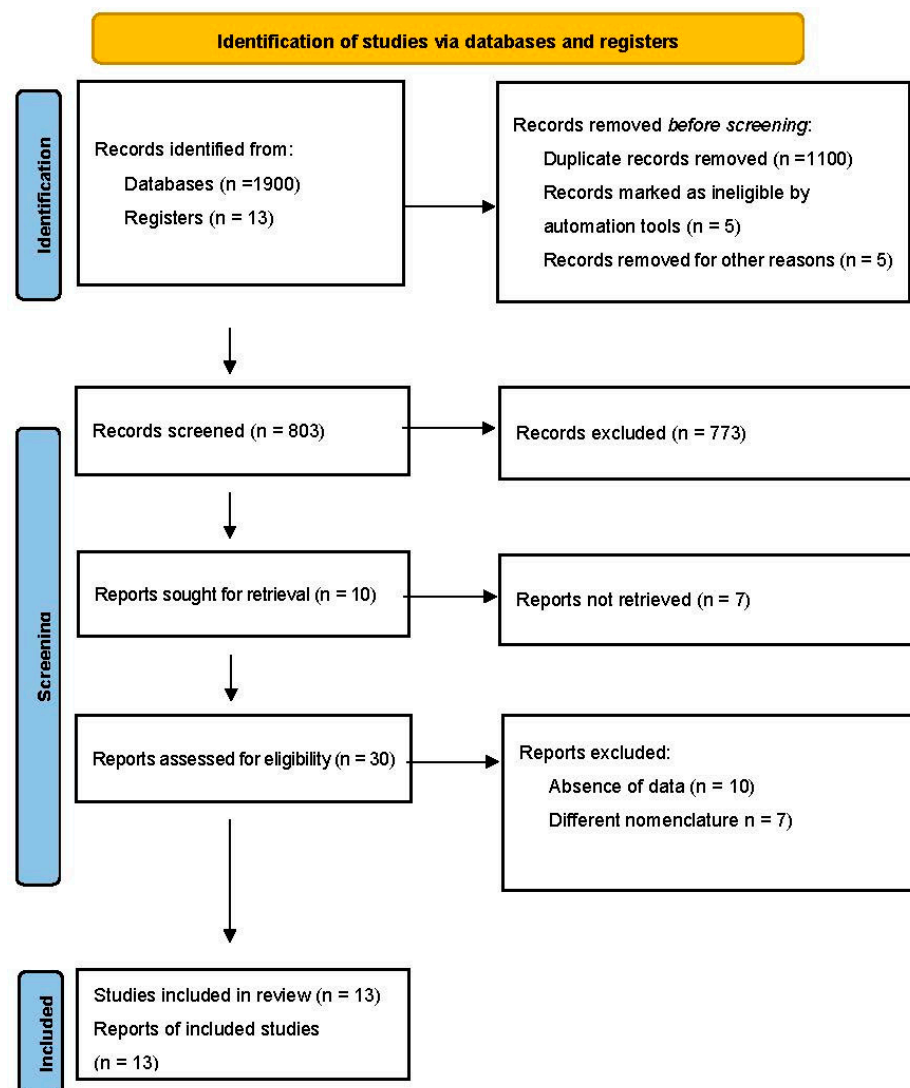 Identification of studies via databases and registers
Identification
Records identified from:
Databases (n =1900)
Registers (n = 13)
Records removed before screening:
Duplicate records removed (n =1100)
Records marked as ineligible by
automation tools (n = 5)
Records removed for other reasons (n = 5)
Screening
Records screened (n = 803)
Records excluded (n = 773)
Reports sought for retrieval (n = 10)
Reports not retrieved (n = 7)
Reports assessed for eligibility (n = 30)
Reports excluded:
Absence of data (n = 10)
Different nomenclature n = 7)
Included
Studies included in review (n = 13)
Reports of included studies
(n = 13)